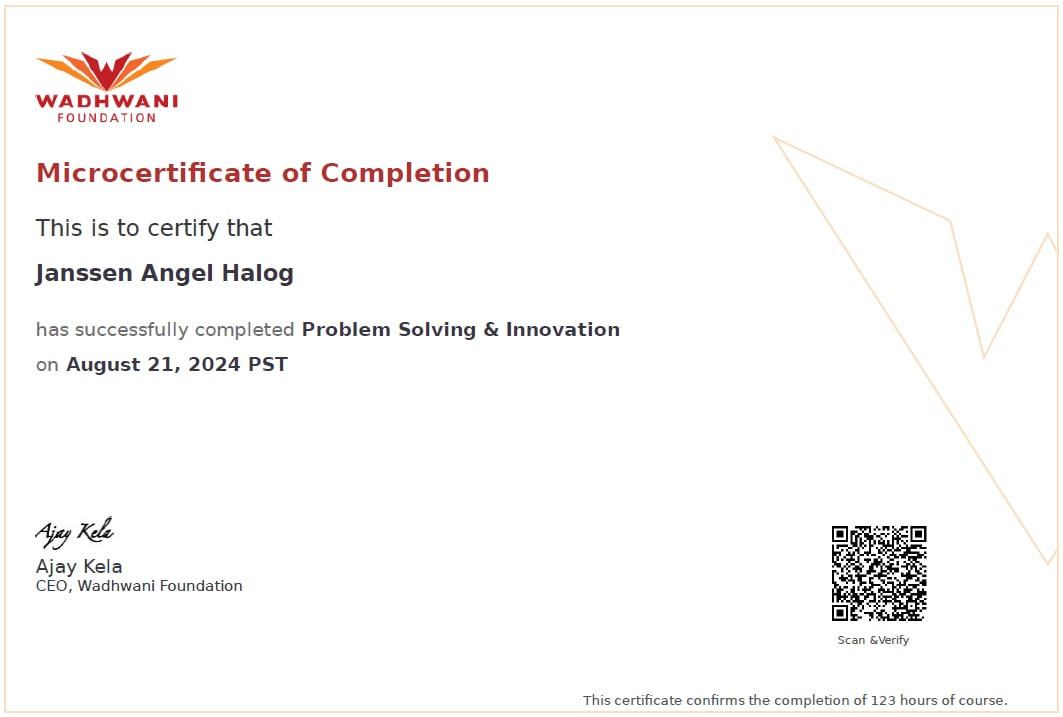 WADHWANI
FOUNDATION
Microcertificate of Completion
This is to certify that
Janssen Angel Halog
has successfully completed Problem Solving & Innovation
on August 21, 2024 PST
Ajay Kela
Ajay Kela
CEO, Wadhwani Foundation
Scan &Verify
This certificate confirms the completion of 123 hours of course.